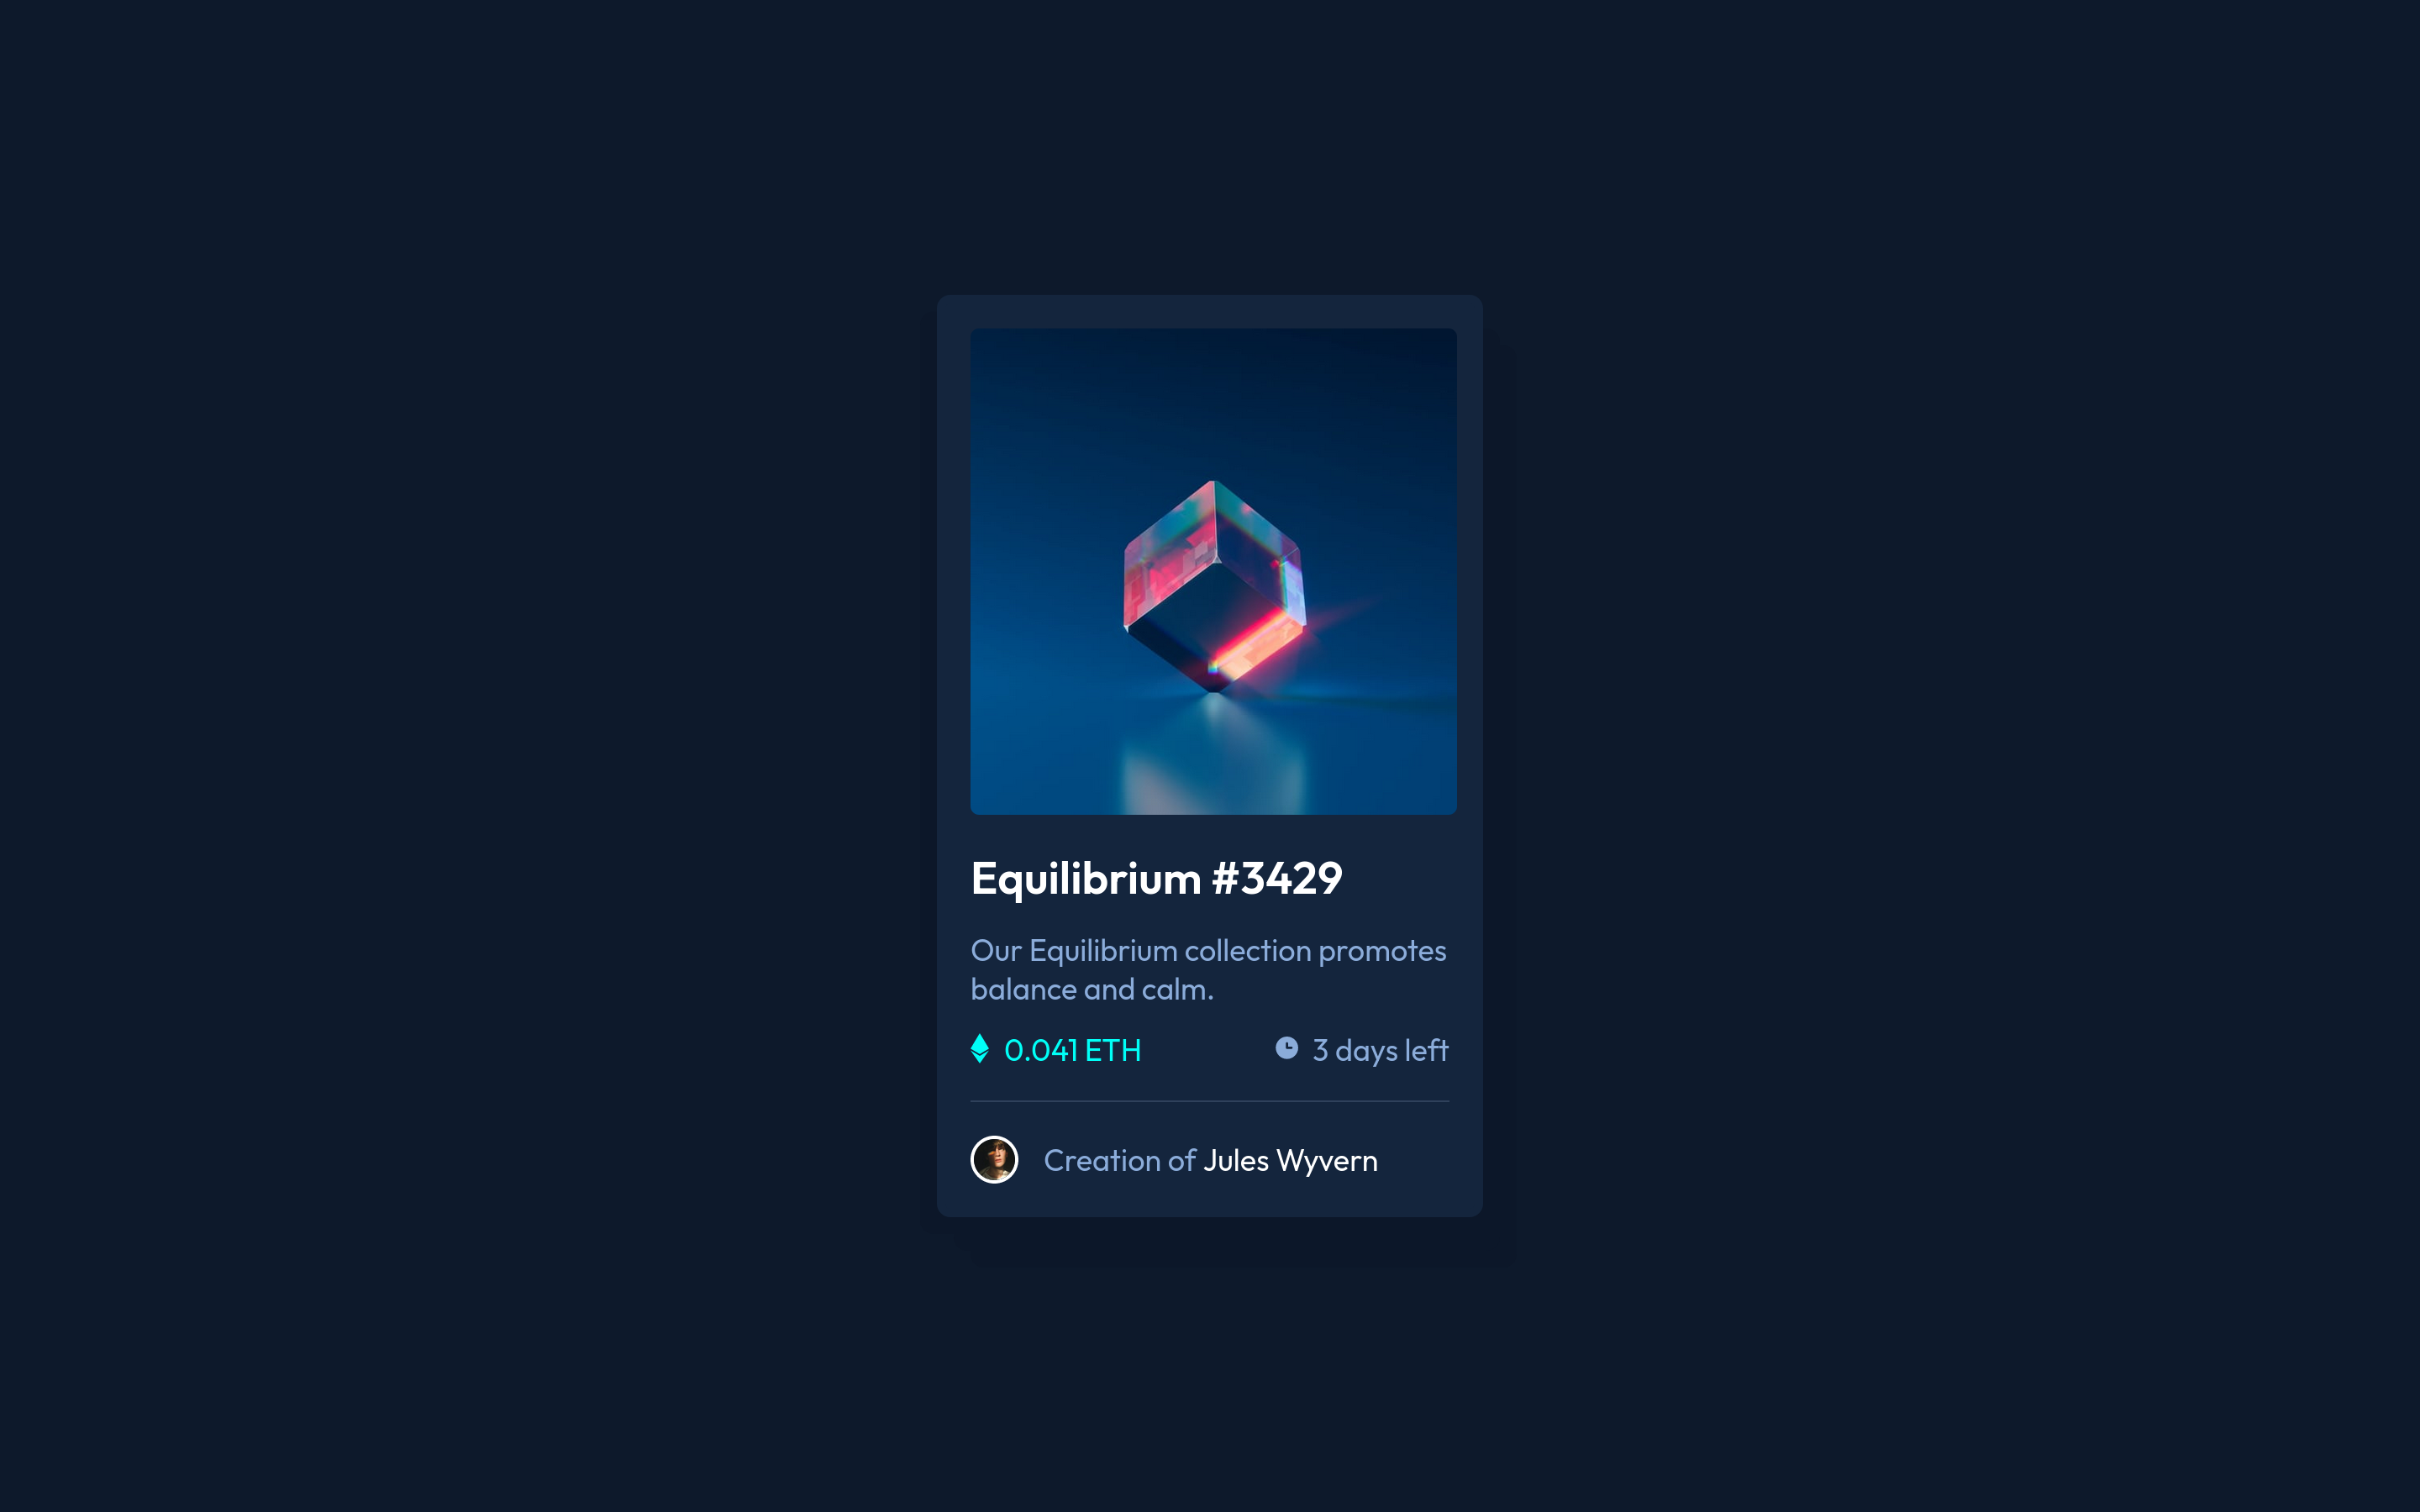 Equilibrium #3429
Our Equilibrium collection promotes
balance and calm.
0.041 ETH
3 days left
Creation of Jules Wyvern